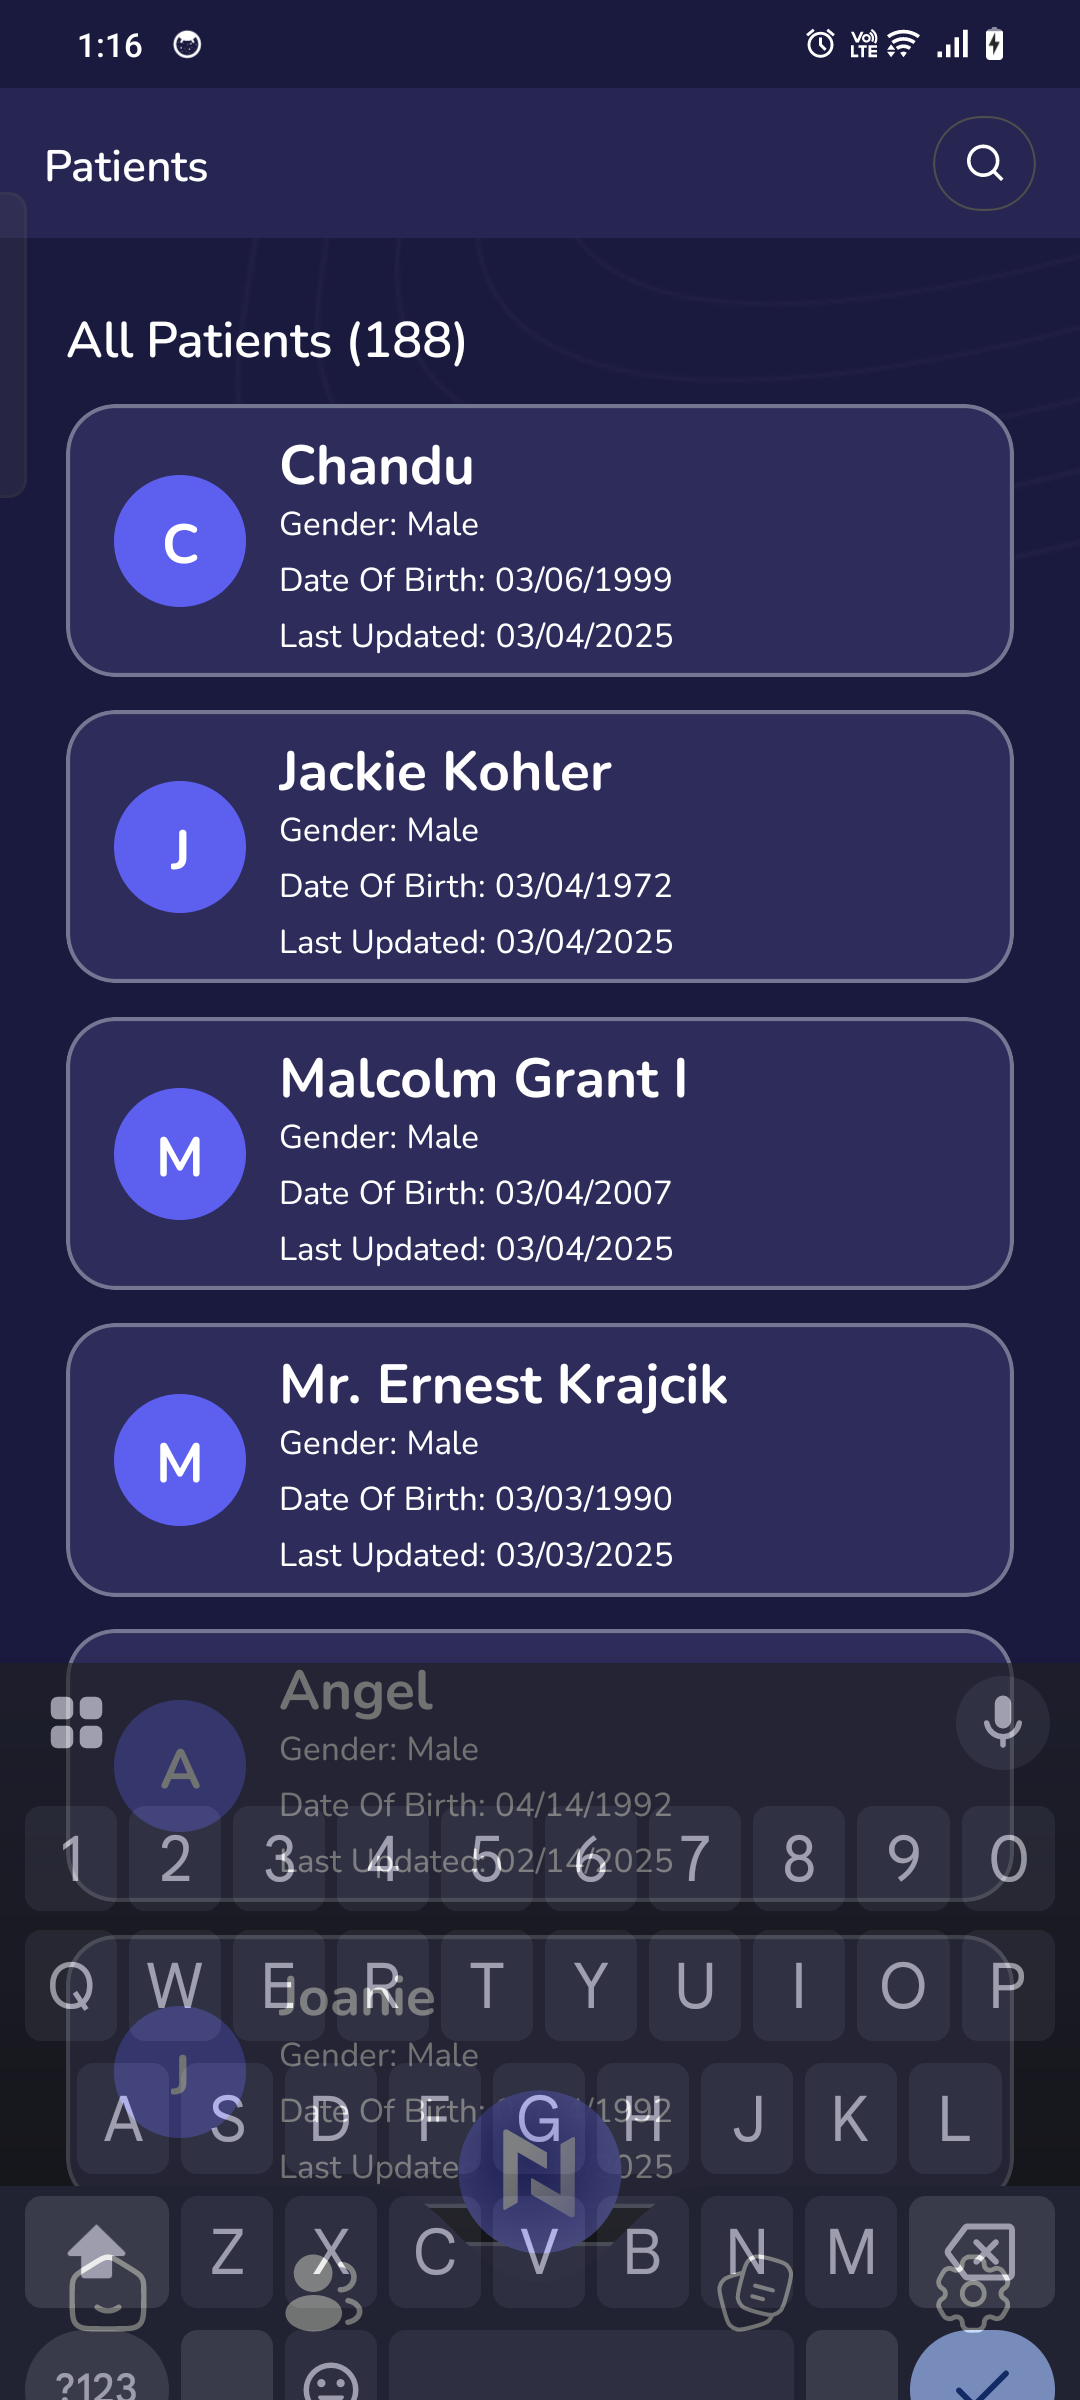 1:16
Vo) LTE
Patients
All Patients (188)
C
Chandu
Gender: Male
Date Of Birth: 03/06/1999
Last Updated: 03/04/2025
J
Jackie Kohler
Gender: Male
Date Of Birth: 03/04/1972
Last Updated: 03/04/2025
M
Malcolm Grant I
Gender: Male
Date Of Birth: 03/04/2007
Last Updated: 03/04/2025
M
Mr. Ernest Krajcik
Gender: Male
Date Of Birth: 03/03/1990
Last Updated: 03/03/2025
A
Angel
Gender: Male
Date Of Birth: 04/14/1992
Last Updated: 02/14/2025
1 2 3 4 5 6 7 8 9 0
Q W E R T Y U I O P
J
Joanie
Gender: Male
Date Of Birth: /1992
A S D F G H J K L
Last Update 025
Z X C V B N M
?123